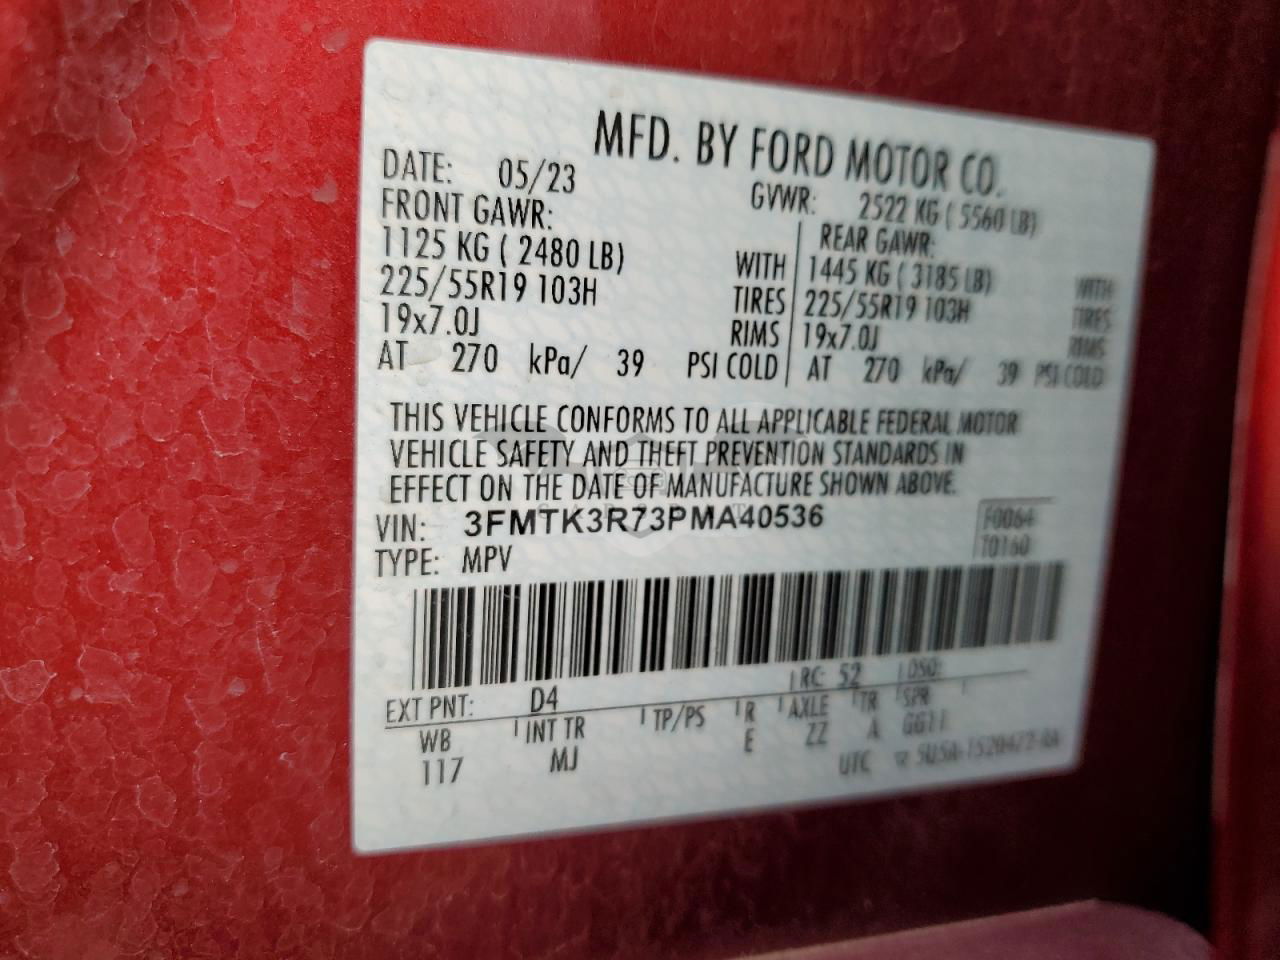 MFD. BY FORD MOTOR CO.
DATE: 05/23 GVWR: 2522 KG ( 5560 LB)
FRONT GAWR: REAR GAWR:
1125 KG ( 2480 LB) WITH 1445 KG ( 3185 LB) WITH
225/55R19 103H TIRES 225/55R19 103H TIRES
19x7.0J RIMS 19x7.0J RIMS
AT 270 kPa/ 39 PSI COLD AT 270 kPa/ 39 PSI COLD
THIS VEHICLE CONFORMS TO ALL APPLICABLE FEDERAL MOTOR
VEHICLE SAFETY AND THEFT PREVENTION STANDARDS IN
EFFECT ON THE DATE OF MANUFACTURE SHOWN ABOVE.
VIN: 3FMTK3R73PMA40536 F0064
TYPE: MPV T0160
EXT PNT: D4 RC: 52 DSO:
WB INT TR TP/PS R AXLE TR SPR
117 MJ E ZZ A GG11
UTC